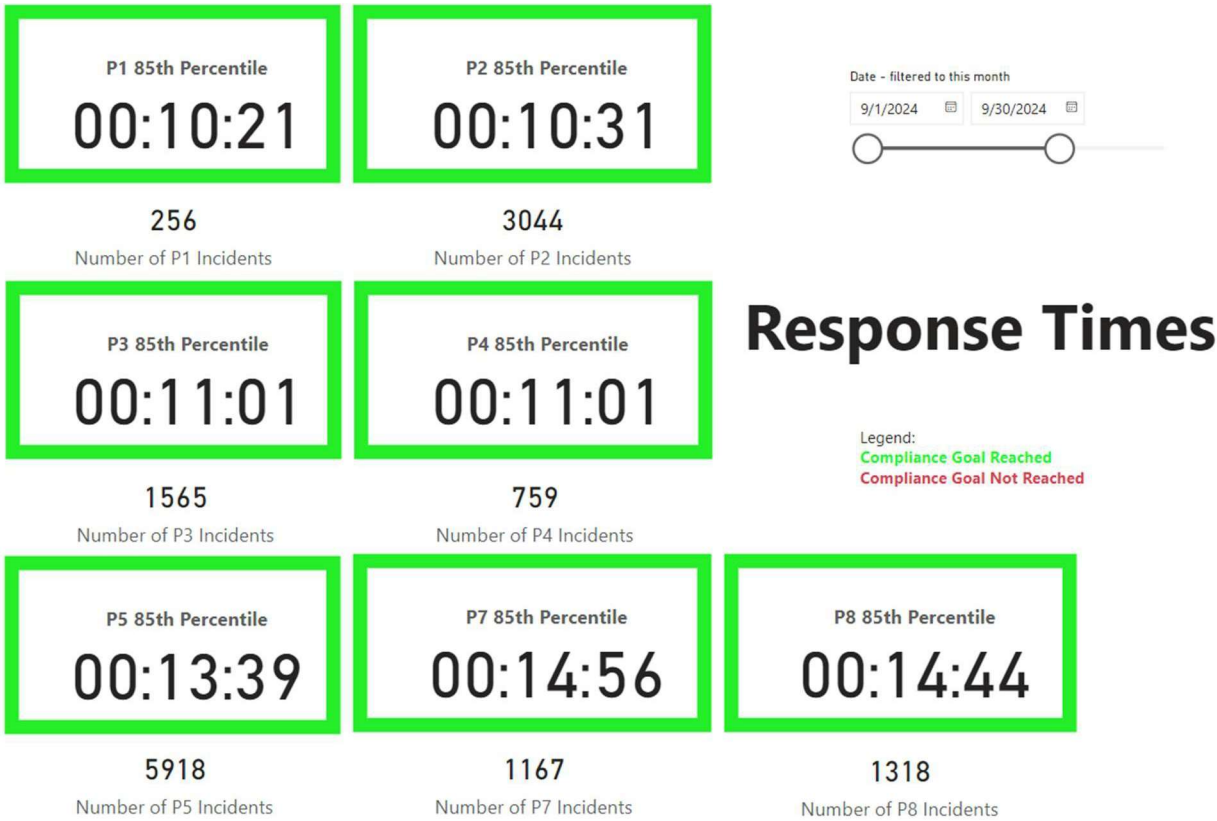 P1 85th Percentile
00:10:21
256
Number of P1 Incidents
P2 85th Percentile
00:10:31
3044
Number of P2 Incidents
Date - filtered to this month
9/1/2024
9/30/2024
P3 85th Percentile
00:11:01
1565
Number of P3 Incidents
P4 85th Percentile
00:11:01
759
Number of P4 Incidents
Response Times
Legend:
Compliance Goal Reached
Compliance Goal Not Reached
P5 85th Percentile
00:13:39
5918
Number of P5 Incidents
P7 85th Percentile
00:14:56
1167
Number of P7 Incidents
P8 85th Percentile
00:14:44
1318
Number of P8 Incidents